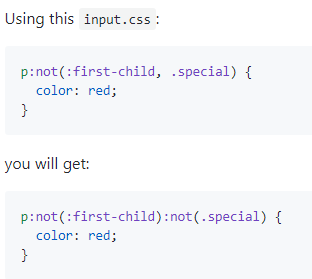 Using this input.css:
p:not(:first-child, .special) {
  color: red;
}
you will get:
p:not(:first-child):not(.special) {
  color: red;
}